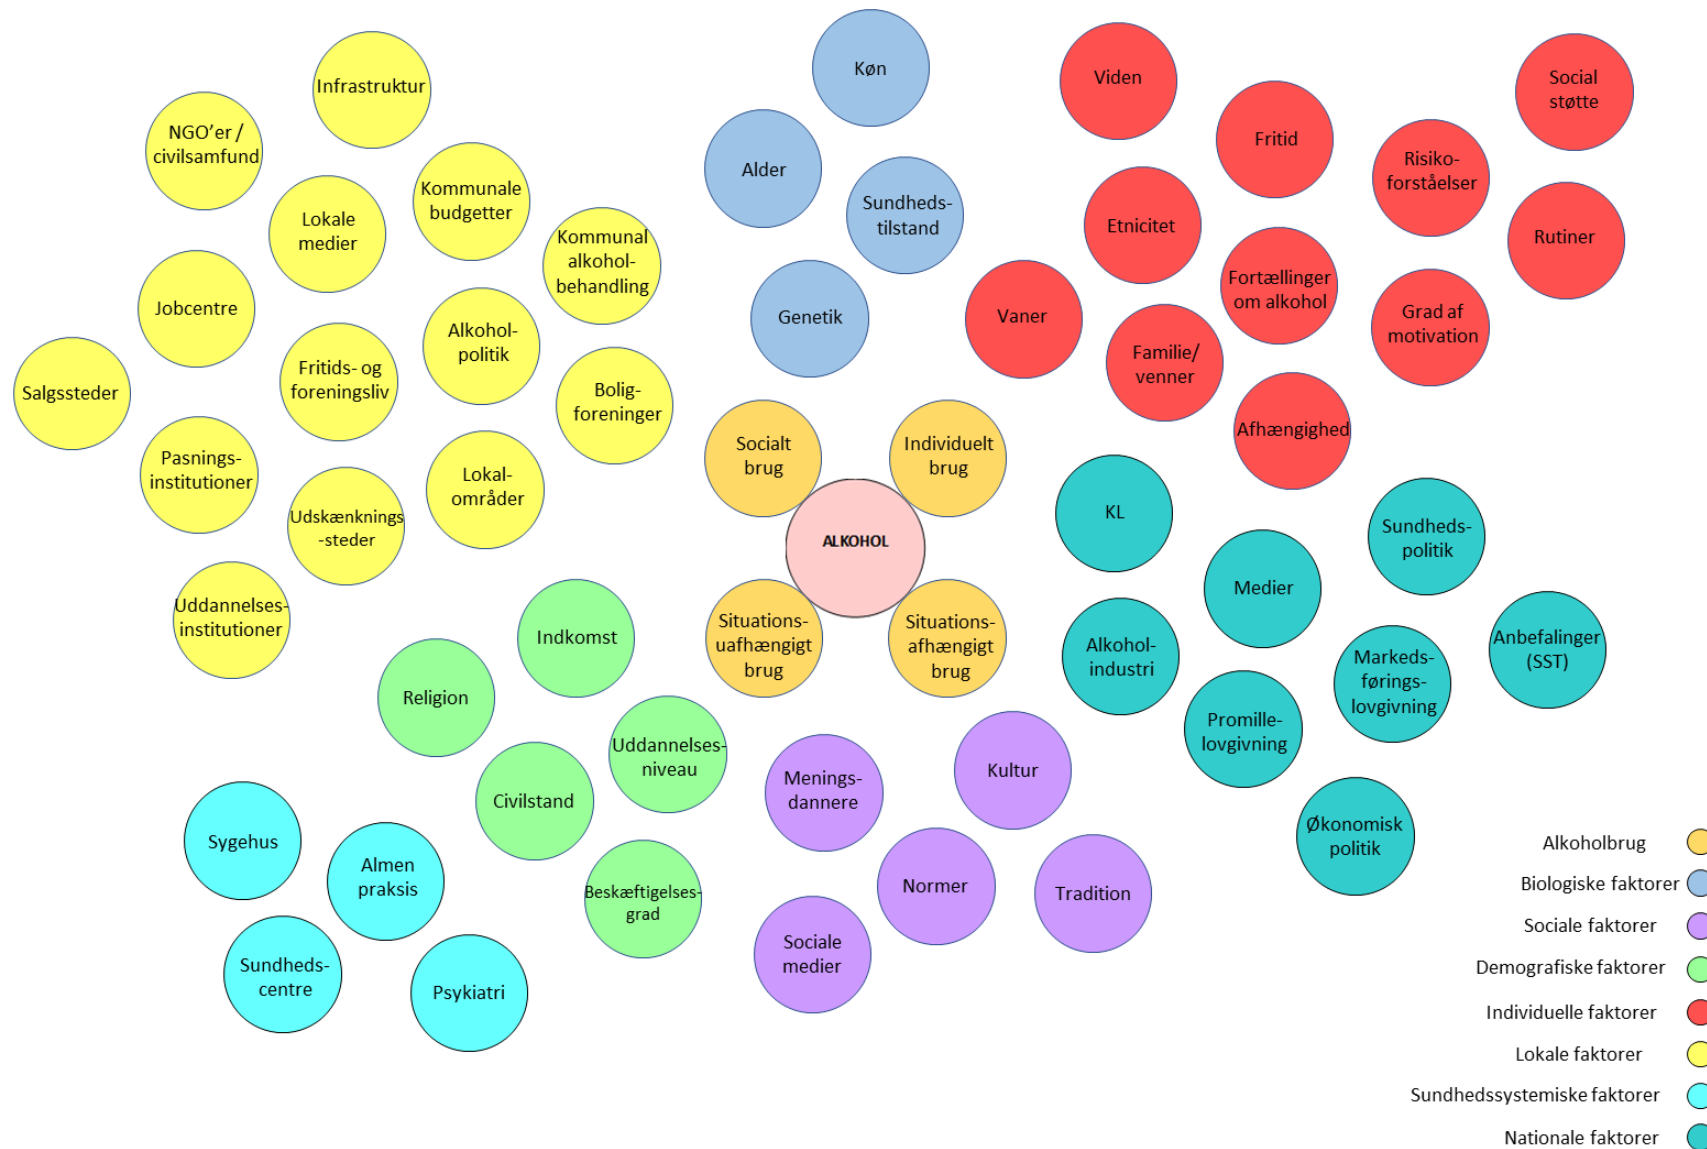 Infrastruktur
NGO'er /
civilsamfund
Kommunale
budgetter
Lokale
medier
Kommunal
alkohol-
behandling
Jobcentre
Alkohol-
politik
Fritids- og
foreningsliv
Salgssteder
Bolig-
foreninger
Pasnings-
institutioner
Lokal-
områder
Udskænknings
-steder
Uddannelses-
institutioner
Køn
Alder
Sundheds-
tilstand
Genetik
Viden
Social
støtte
Fritid
Risiko-
forståelser
Etnicitet
Rutiner
Fortællinger
om alkohol
Vaner
Grad af
motivation
Familie/
venner
Afhængighed
Socialt
brug
Individuelt
brug
ALKOHOL
Situations-
uafhængigt
brug
Situations-
afhængigt
brug
KL
Sundheds-
politik
Medier
Alkohol-
industri
Anbefalinger
(SST)
Markeds-
førings-
lovgivning
Promille-
lovgivning
Økonomisk
politik
Indkomst
Religion
Uddannelses-
niveau
Civilstand
Beskæftigelses-
grad
Menings-
dannere
Kultur
Normer
Tradition
Sociale
medier
Sygehus
Almen
praksis
Sundheds-
centre
Psykiatri
Alkoholbrug
Biologiske faktorer
Sociale faktorer
Demografiske faktorer
Individuelle faktorer
Lokale faktorer
Sundhedssystemiske faktorer
Nationale faktorer